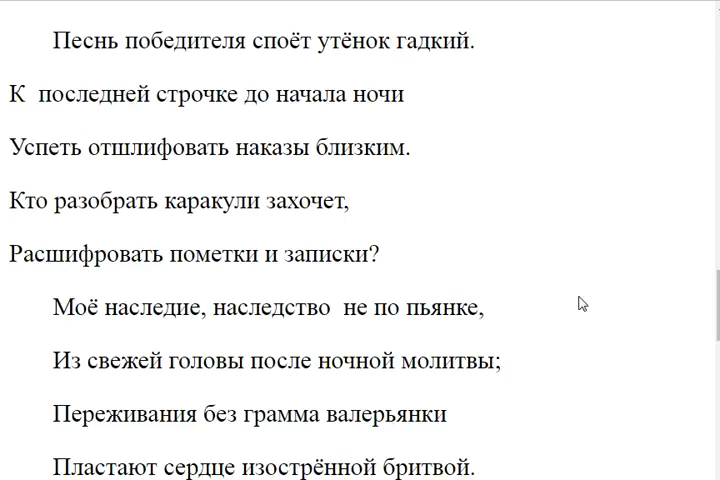 Песнь победителя споёт утёнок гадкий.
К  последней строчке до начала ночи
Успеть отшлифовать наказы близким.
Кто разобрать каракули захочет,
Расшифровать пометки и записки?
Моё наследие, наследство  не по пьянке,
Из свежей головы после ночной молитвы;
Переживания без грамма валерьянки
Пластают сердце изострённой бритвой.